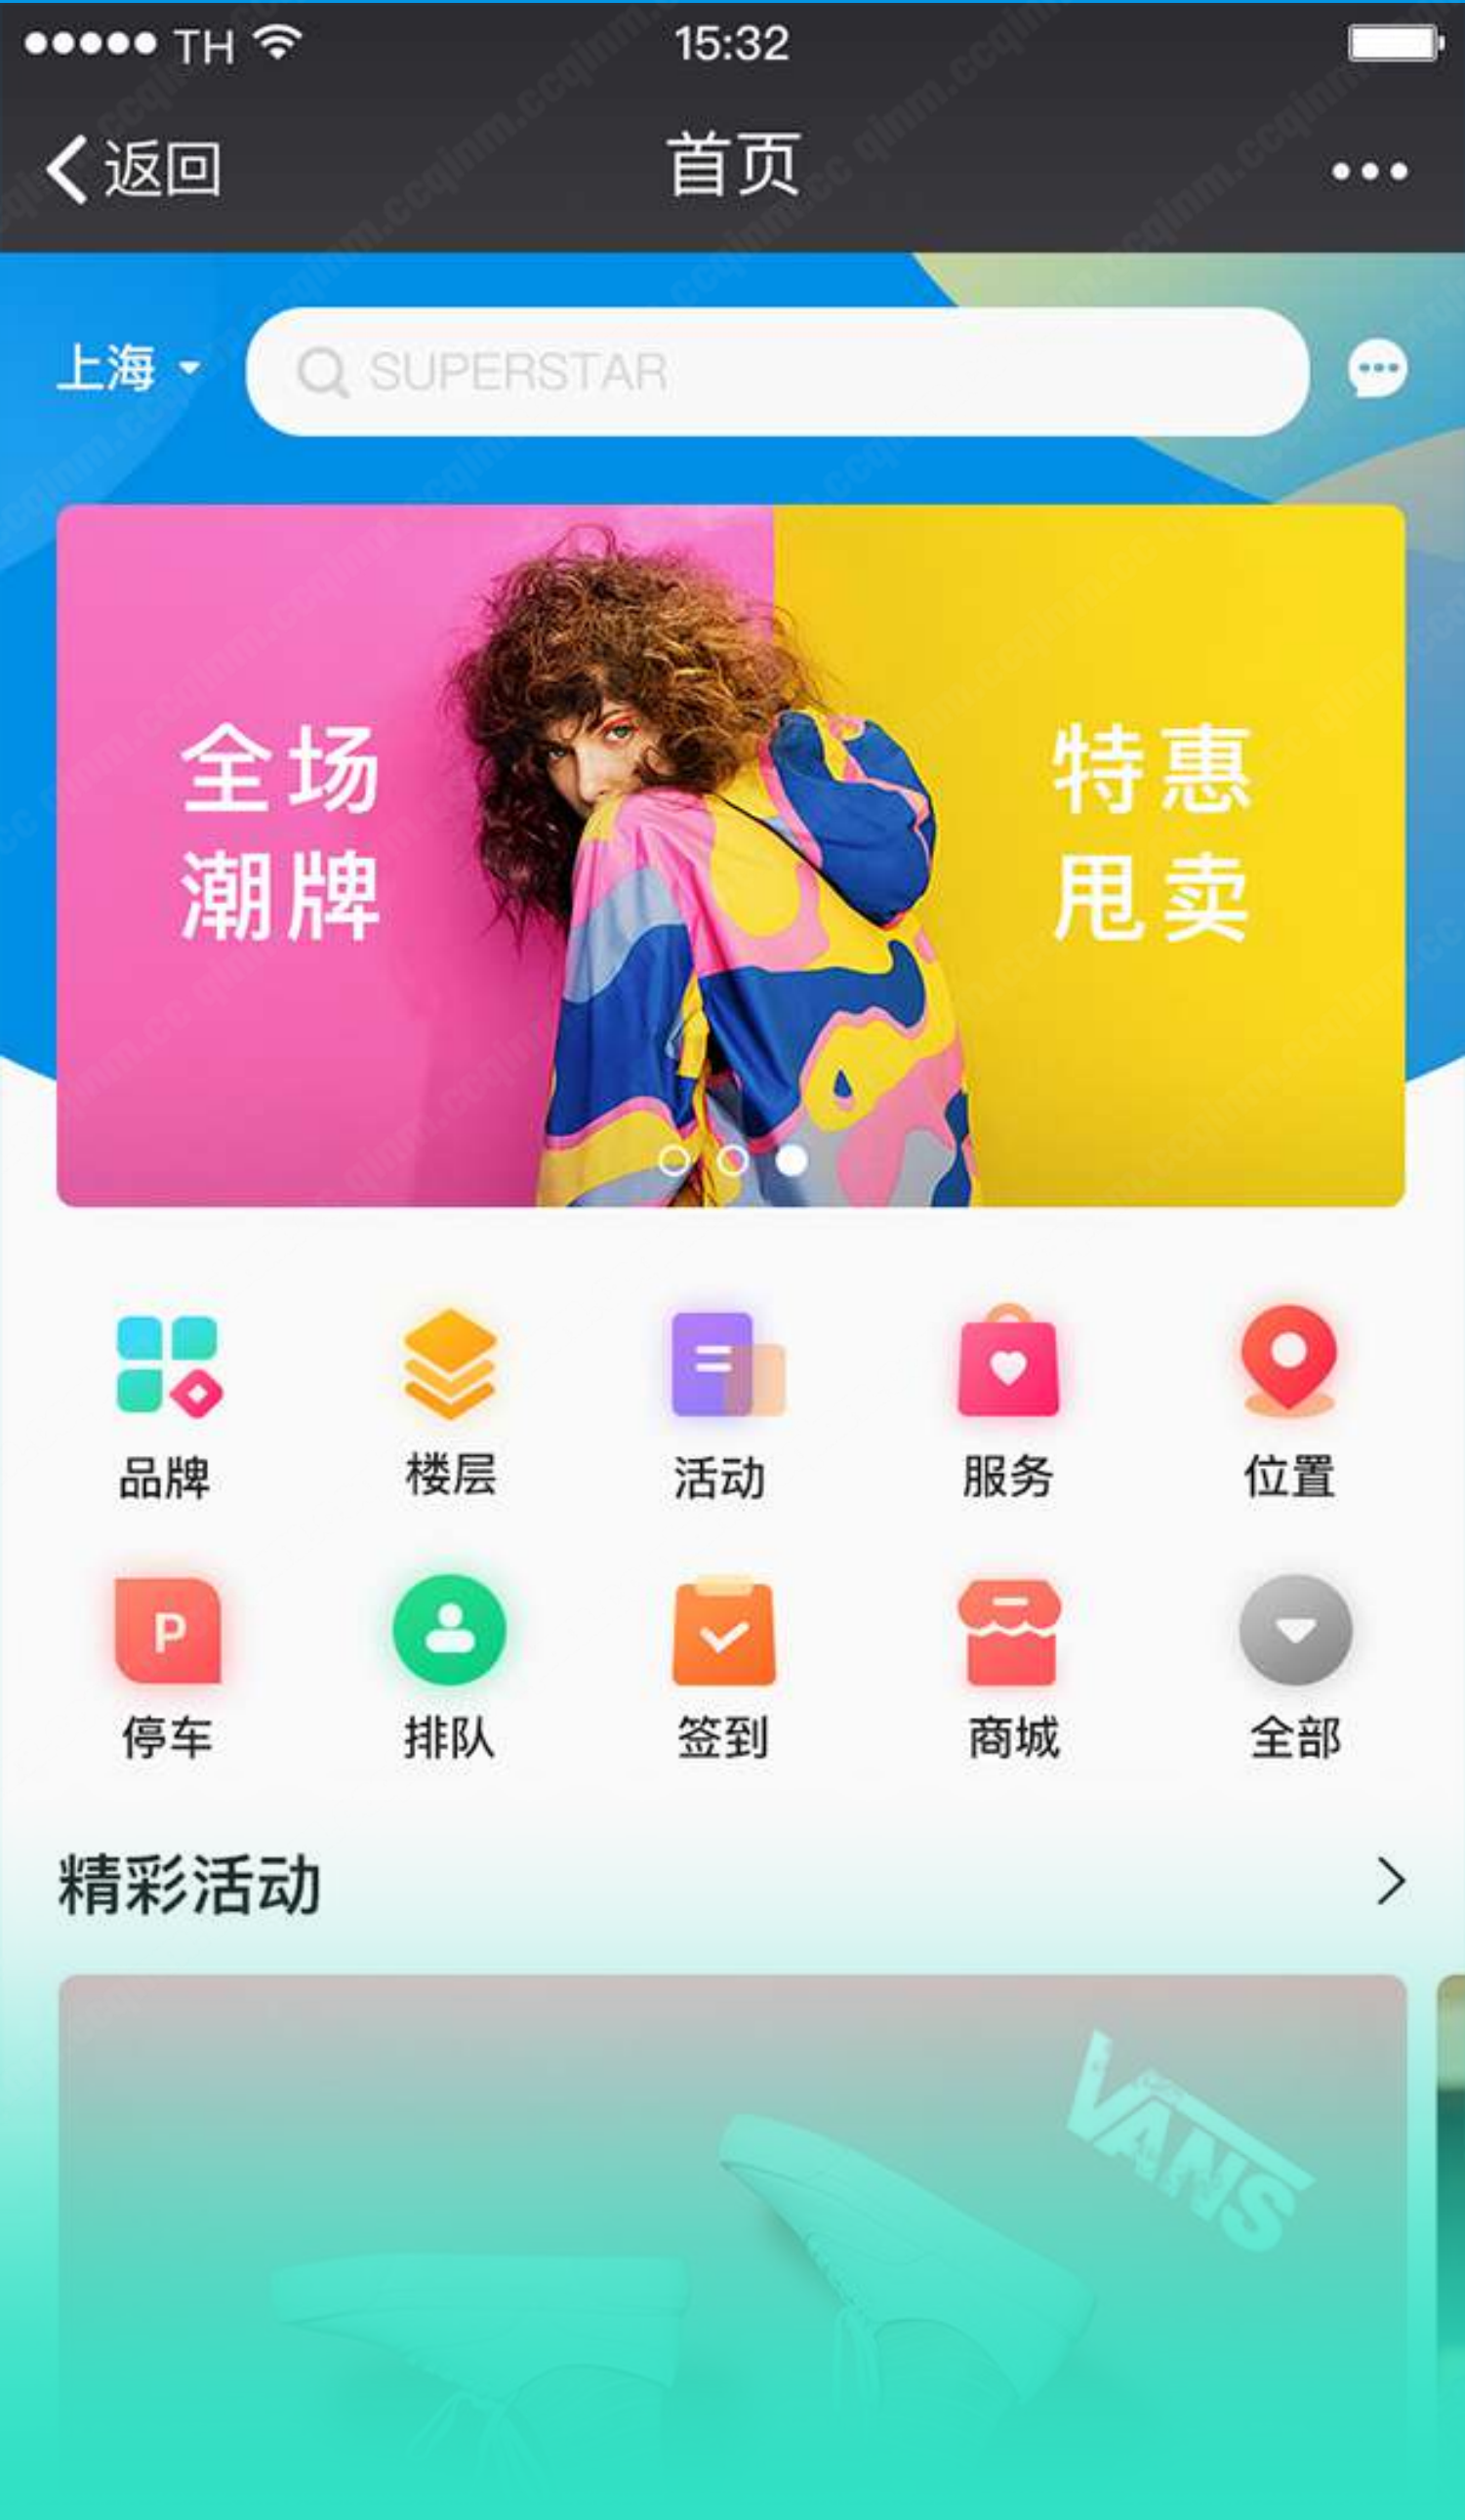 TH 15:32
返回 首页
上海 SUPERSTAR
全场 特惠
潮牌 甩卖
品牌 楼层 活动 服务 位置
P
停车 排队 签到 商城 全部
精彩活动
VANS